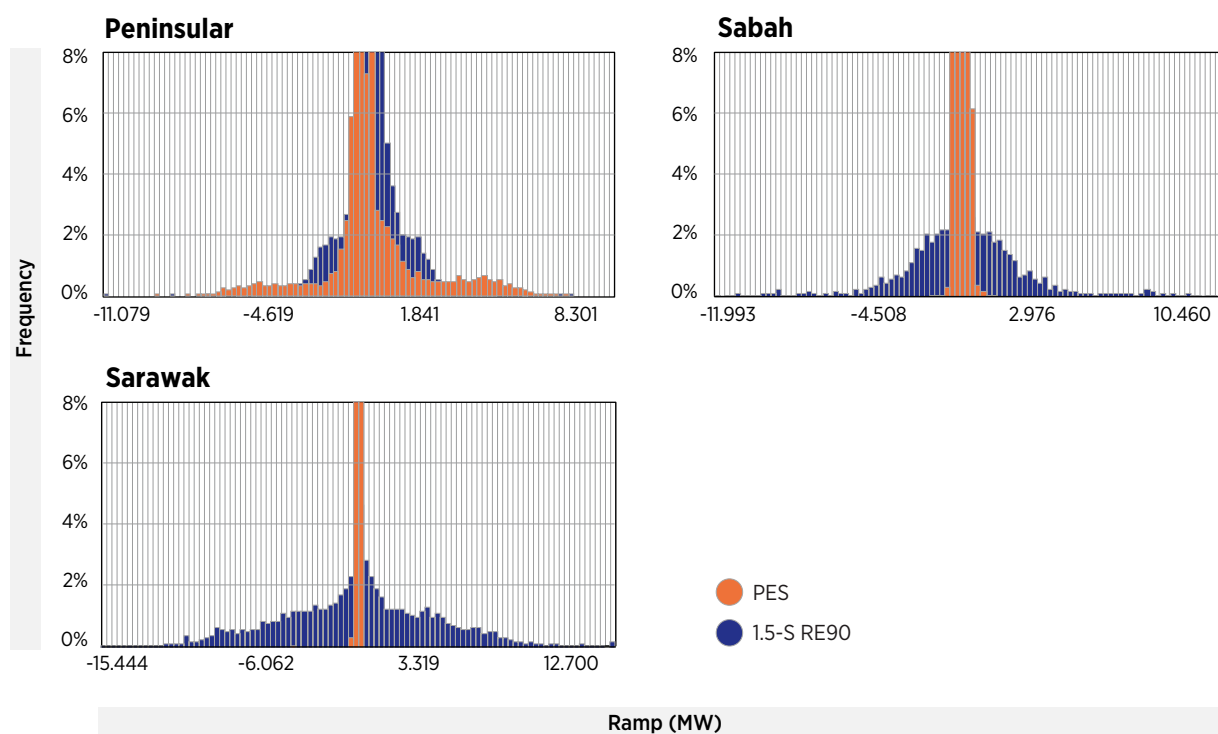 Peninsular
8%
6%
4%
2%
0%
-11.079 -4.619 1.841 8.301
Sabah
8%
6%
4%
2%
0%
-11.993 -4.508 2.976 10.460
Frequency
Sarawak
8%
6%
4%
2%
0%
-15.444 -6.062 3.319 12.700
PES
1.5-S RE90
Ramp (MW)